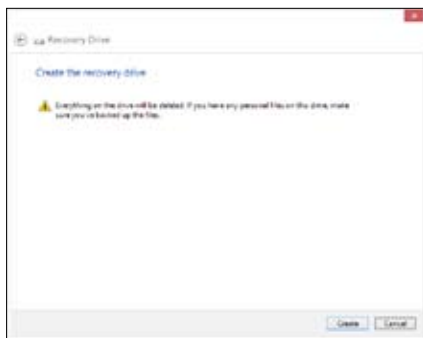 Recovery Drive
Create the recovery drive
Everything on the drive will be deleted. If you have any personal files on this drive, make
sure you've backed up the files.
Create Cancel